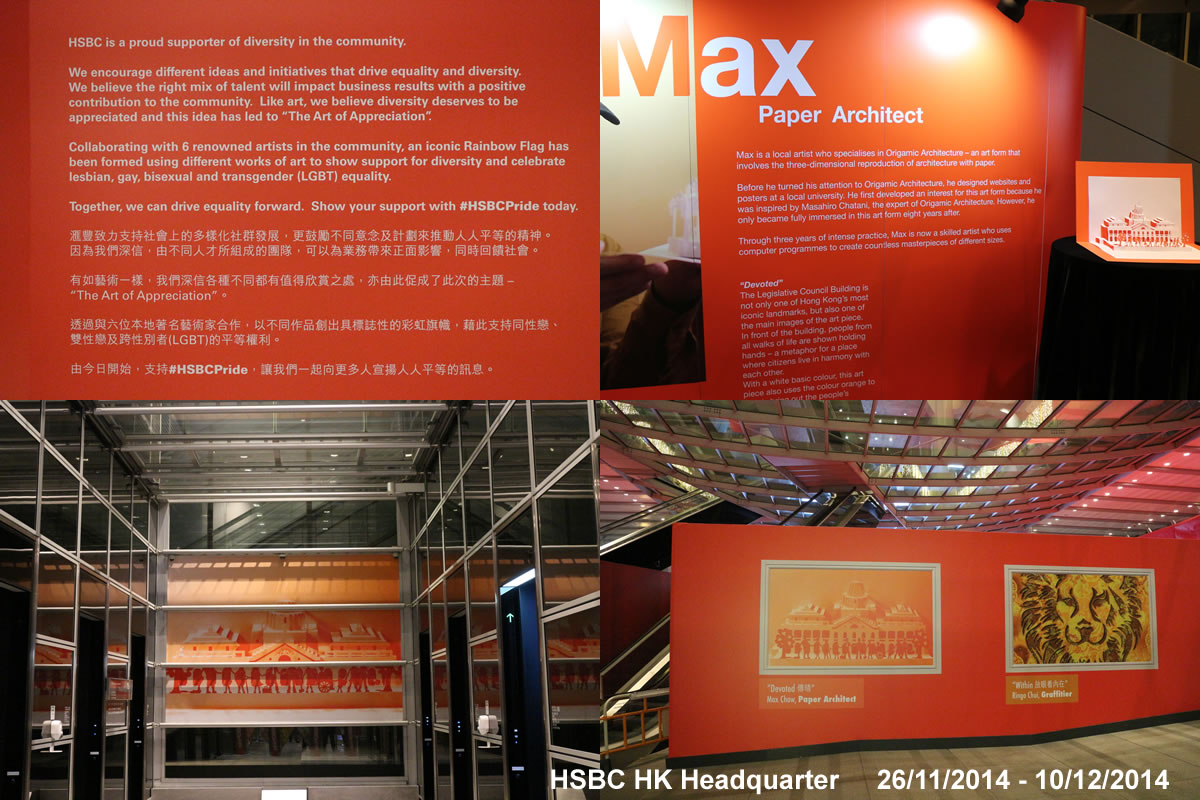 HSBC is a proud supporter of diversity in the community.
We encourage different ideas and initiatives that drive equality and diversity.
We believe the right mix of talent will impact business results with a positive
contribution to the community. Like art, we believe diversity deserves to be
appreciated and this idea has led to “The Art of Appreciation”.
Collaborating with 6 renowned artists in the community, an iconic Rainbow Flag has
been formed using different works of art to show support for diversity and celebrate
lesbian, gay, bisexual and transgender (LGBT) equality.
Together, we can drive equality forward. Show your support with #HSBCPride today.
滙豐致力支持社會上的多樣化社群發展，更鼓勵不同意念及計劃來推動人人平等的精神。
因為我們深信，由不同人才所組成的團隊，可以為業務帶來正面影響，同時回饋社會。
有如藝術一樣，我們深信各種不同都有值得欣賞之處，亦由此促成了此次的主題 –
“The Art of Appreciation”。
透過與六位本地著名藝術家合作，以不同作品創出具標誌性的彩虹旗幟，藉此支持同性戀、
雙性戀及跨性別者(LGBT)的平等權利。
由今日開始，支持#HSBCPride，讓我們一起向更多人宣揚人人平等的訊息。
Max
Paper Architect
Max is a local artist who specialises in Origamic Architecture – an art form that
involves the three-dimensional reproduction of architecture with paper.
Before he turned his attention to Origamic Architecture, he designed websites and
posters at a local university. He first developed an interest for this art form because he
was inspired by Masahiro Chatani, the expert of Origamic Architecture. However, he
only became fully immersed in this art form eight years after.
Through three years of intense practice, Max is now a skilled artist who uses
computer programmes to create countless masterpieces of different sizes.
“Devoted”
The Legislative Council Building is
not only one of Hong Kong’s most
iconic landmarks, but also one of
the main images of the art piece.
In front of the building, people from
all walks of life are shown holding
hands – a metaphor for a place
where citizens live in harmony with
each other.
With a white basic colour, this art
piece also uses the colour orange to
bring out the people’s
“Devoted
Max Chow, Paper Architect
“Within
Ringo Chui, Graffitier
HSBC HK Headquarter 26/11/2014 - 10/12/2014